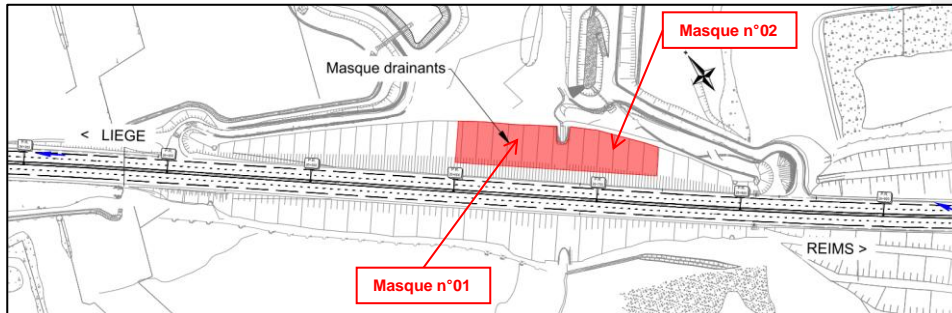 Masque n°02
Masque drainants
< LIEGE
REIMS >
Masque n°01